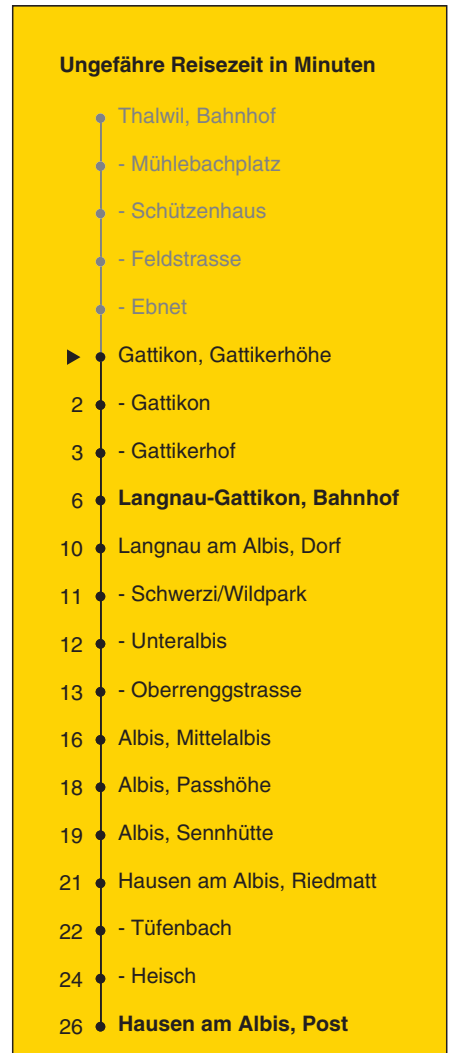 Ungefähre Reisezeit in Minuten
Thalwil, Bahnhof
- Mühlebachplatz
- Schützenhaus
- Feldstrasse
- Ebnet
Gattikon, Gattikerhöhe
2 - Gattikon
3 - Gattikerhof
6 Langnau-Gattikon, Bahnhof
10 Langnau am Albis, Dorf
11 - Schwerzi/Wildpark
12 - Unteralbis
13 - Oberrenggstrasse
16 Albis, Mittelalbis
18 Albis, Passhöhe
19 Albis, Sennhütte
21 Hausen am Albis, Riedmatt
22 - Tüfenbach
24 - Heisch
26 Hausen am Albis, Post